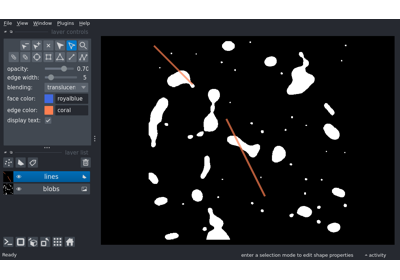 File View Window Plugins Help
layer controls
opacity: 0.70
edge width: 5
blending: translucen
face color: royalblue
edge color: coral
display text:
layer list
lines
blobs
Ready enter a selection mode to edit shape properties activity